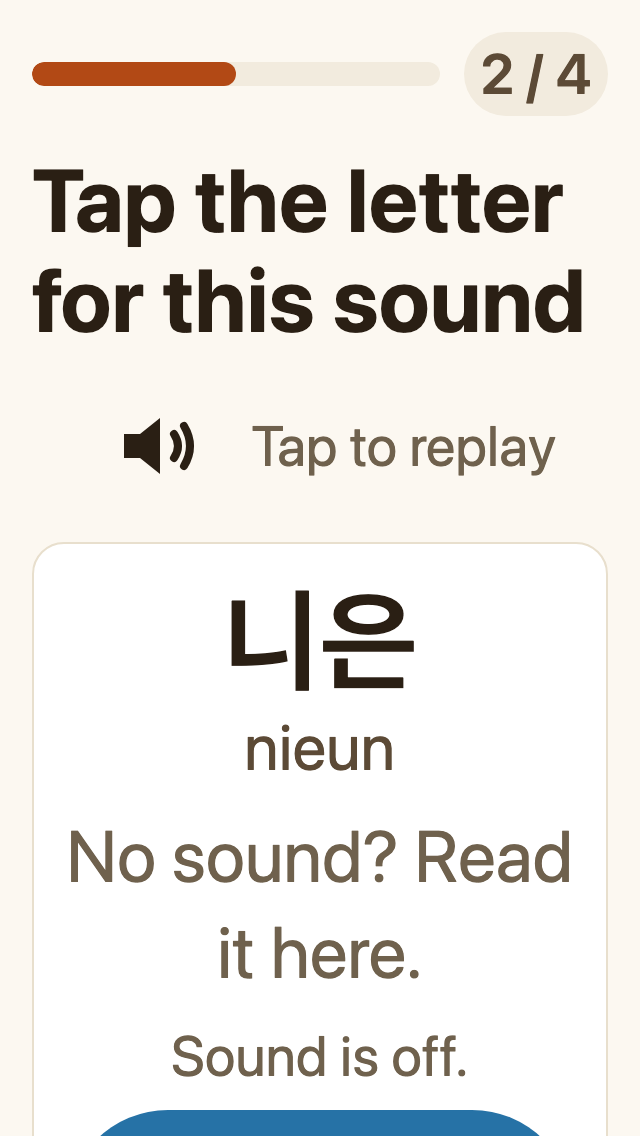 2 / 4
Tap the letter
for this sound
Tap to replay
니은
nieun
No sound? Read
it here.
Sound is off.